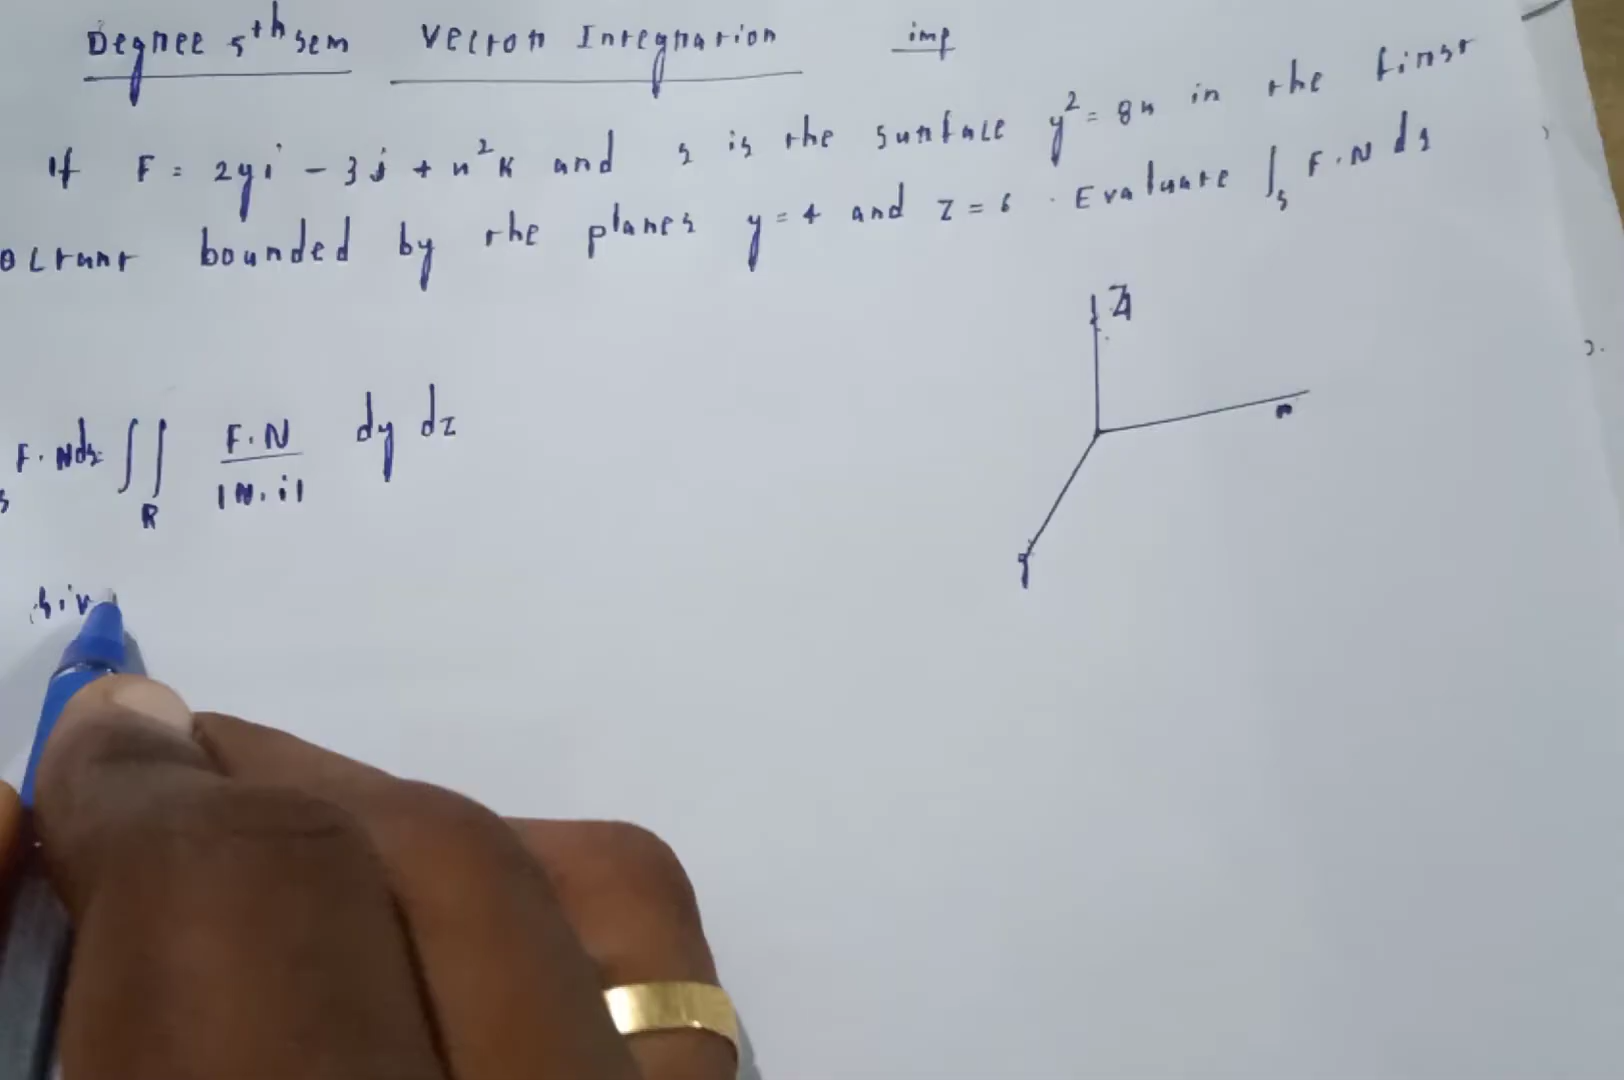 Degree 5th sem Vector Integration imp
If F = 2yi - 3j + x²k and s is the surface y² = 8x in the first
octant bounded by the planes y = 4 and z = 6 . Evaluate ∫s F.N ds
z
x
y
F. Nds = ∬R F.N / |N.i| dy dz
Giv